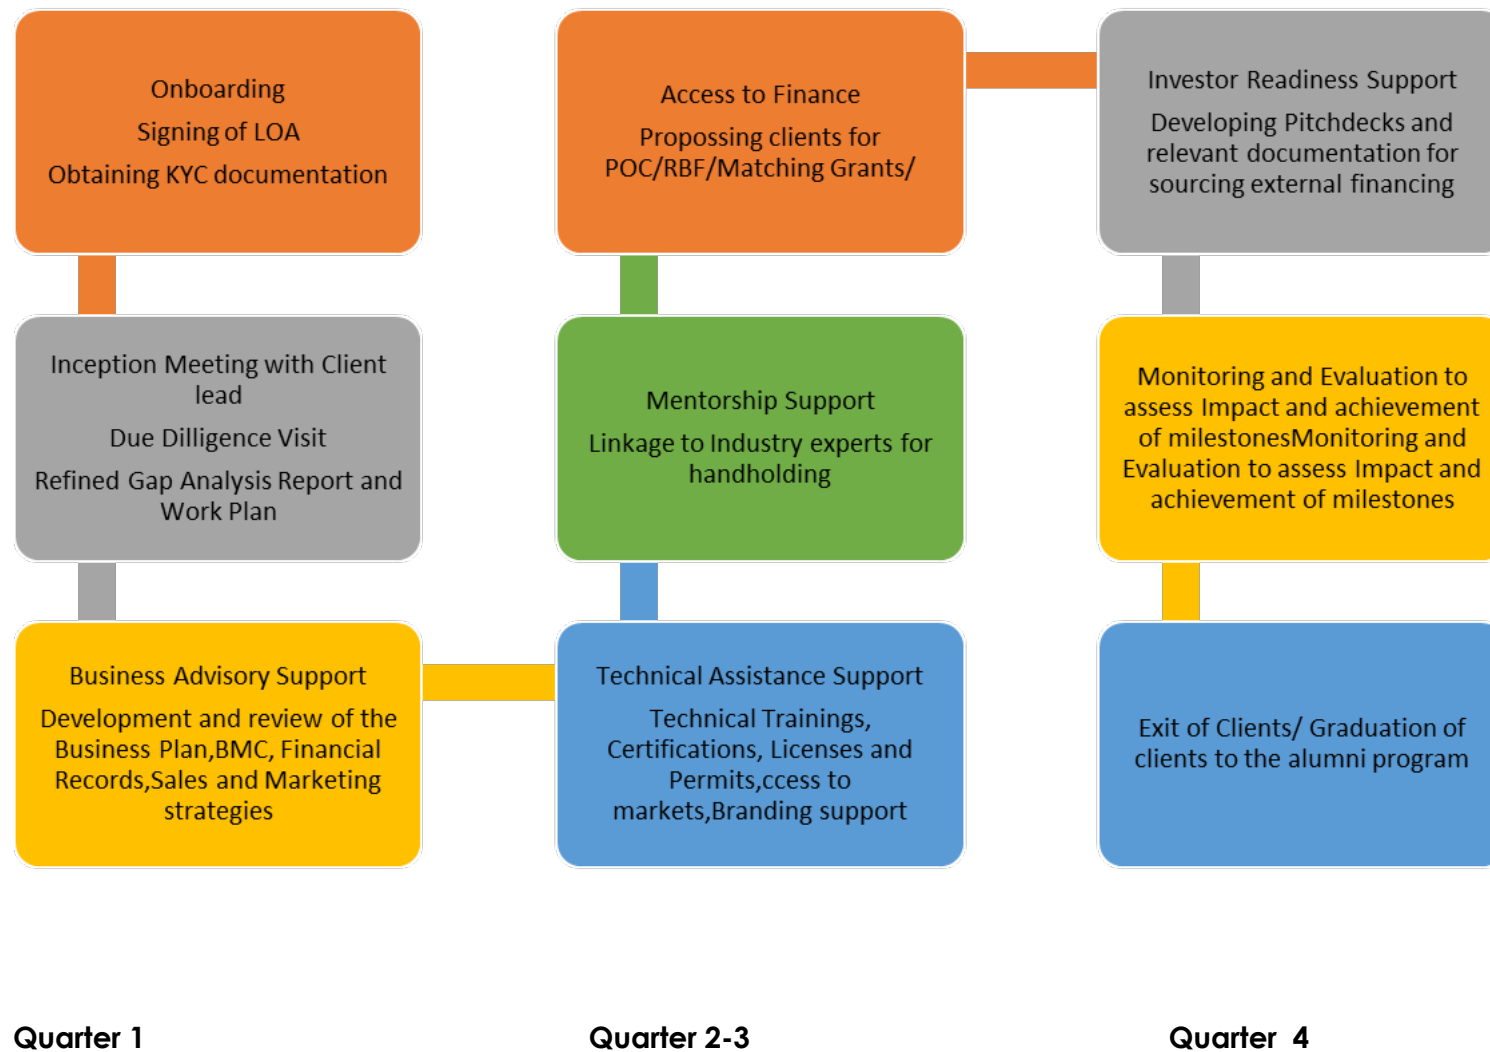 Onboarding
Signing of LOA
Obtaining KYC documentation
Inception Meeting with Client
lead
Due Dilligence Visit
Refined Gap Analysis Report and
Work Plan
Business Advisory Support
Development and review of the
Business Plan,BMC, Financial
Records,Sales and Marketing
strategies
Technical Assistance Support
Technical Trainings,
Certifications, Licenses and
Permits,ccess to
markets,Branding support
Mentorship Support
Linkage to Industry experts for
handholding
Access to Finance
Propossing clients for
POC/RBF/Matching Grants/
Investor Readiness Support
Developing Pitchdecks and
relevant documentation for
sourcing external financing
Monitoring and Evaluation to
assess Impact and achievement
of milestonesMonitoring and
Evaluation to assess Impact and
achievement of milestones
Exit of Clients/ Graduation of
clients to the alumni program
Quarter 1
Quarter 2-3
Quarter 4